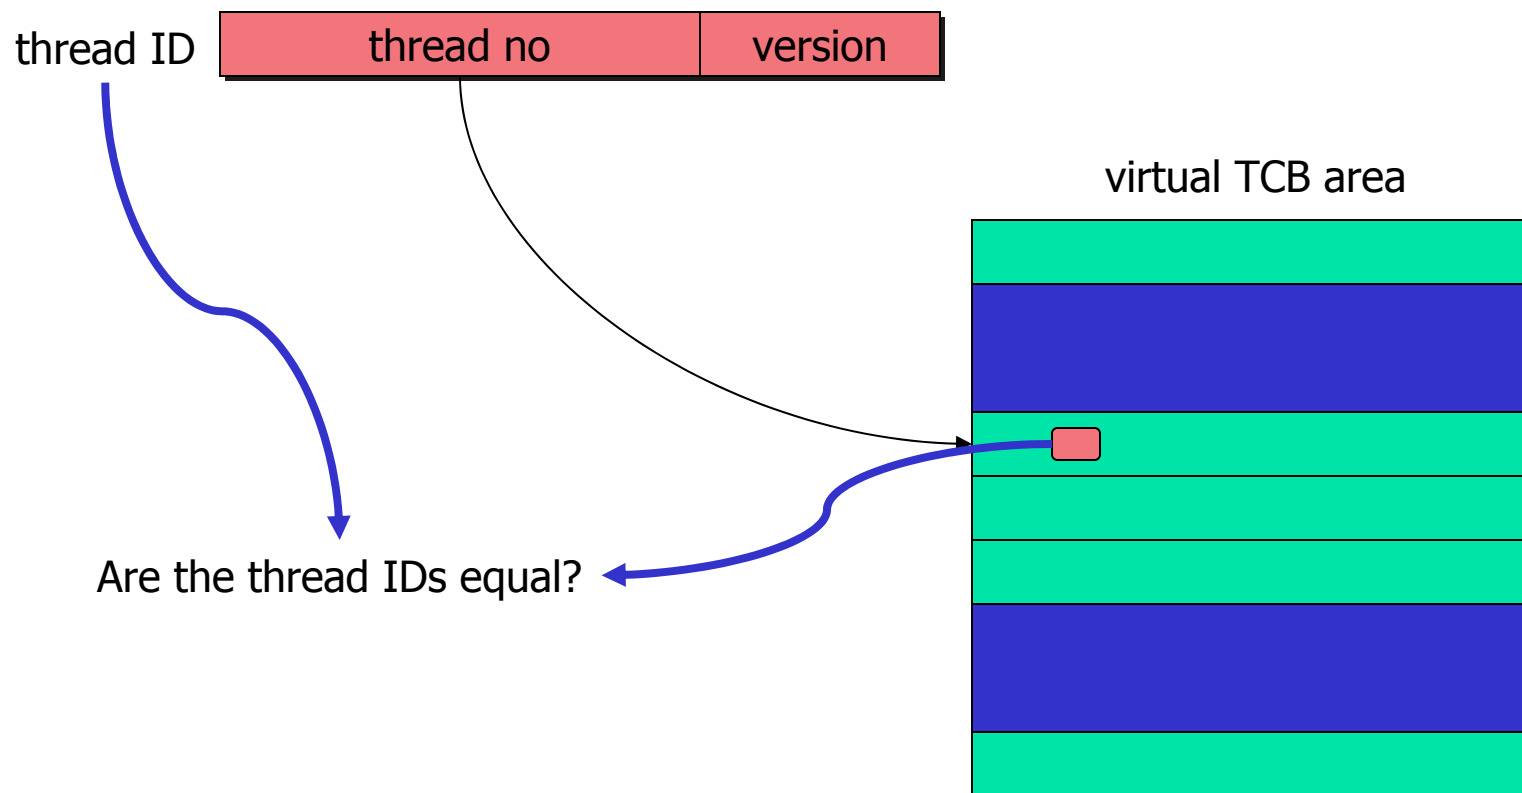 thread ID
thread no
version
virtual TCB area
Are the thread IDs equal?